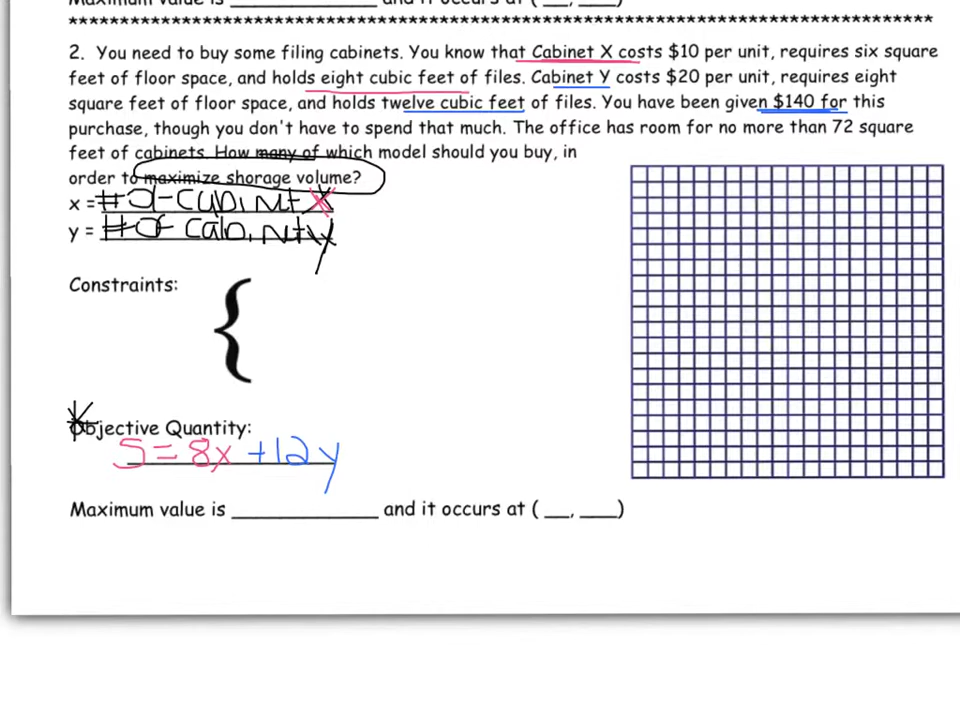 Maximum value is ____________ and it occurs at ( __, ____)
***********************************************************************************
2. You need to buy some filing cabinets. You know that Cabinet X costs $10 per unit, requires six square
feet of floor space, and holds eight cubic feet of files. Cabinet Y costs $20 per unit, requires eight
square feet of floor space, and holds twelve cubic feet of files. You have been given $140 for this
purchase, though you don't have to spend that much. The office has room for no more than 72 square
feet of cabinets. How many of which model should you buy, in
order to maximize shorage volume?
x = # of cabinet X
y = # of cabinet y
Constraints:
{
Objective Quantity:
S = 8x + 12y
Maximum value is ____________ and it occurs at ( __, ____)